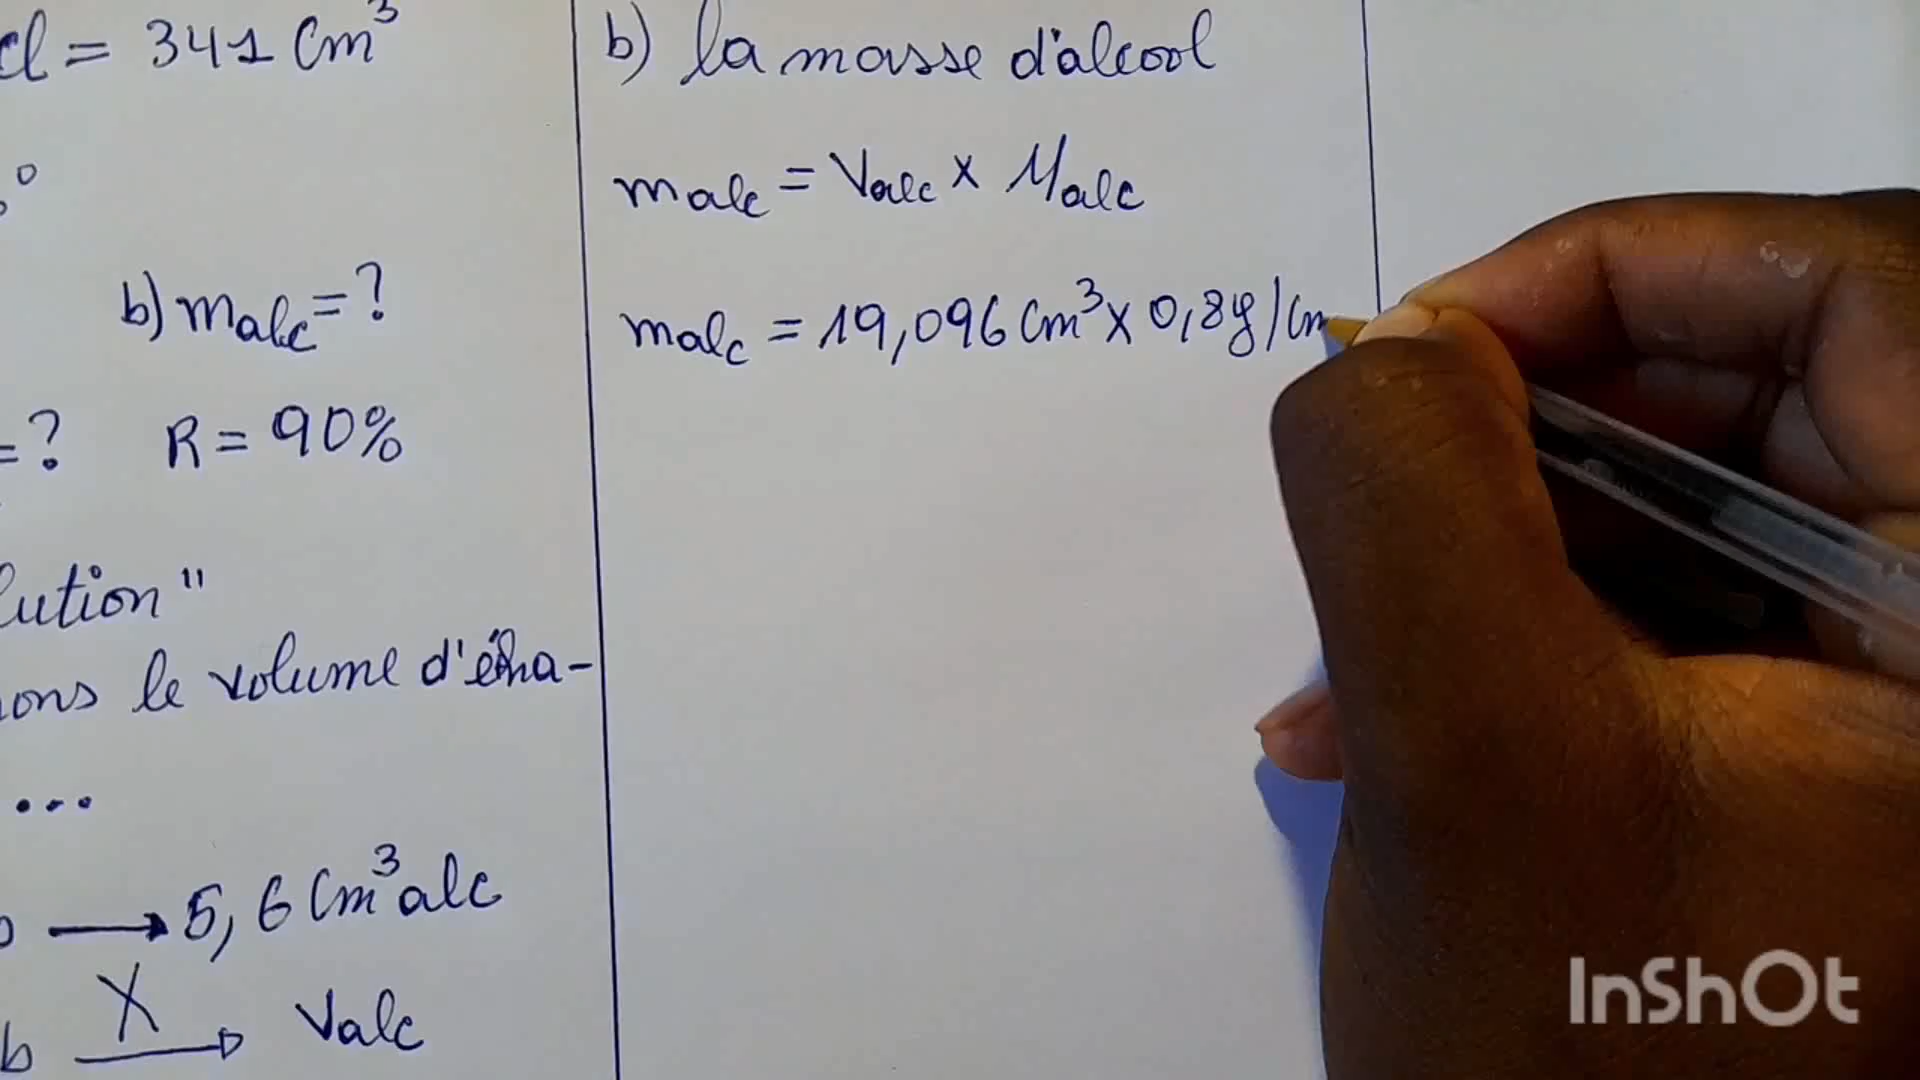 cl = 341 Cm³
°
b) malc = ?
= ? R = 90%
lution"
ons le volume d'étha-
...
→ 5,6 Cm³ alc
b → Valc
X
b) la masse d'alcool
malc = Valc x Malc
malc = 19,096 Cm³ x 0,8g/Cm
InShOt